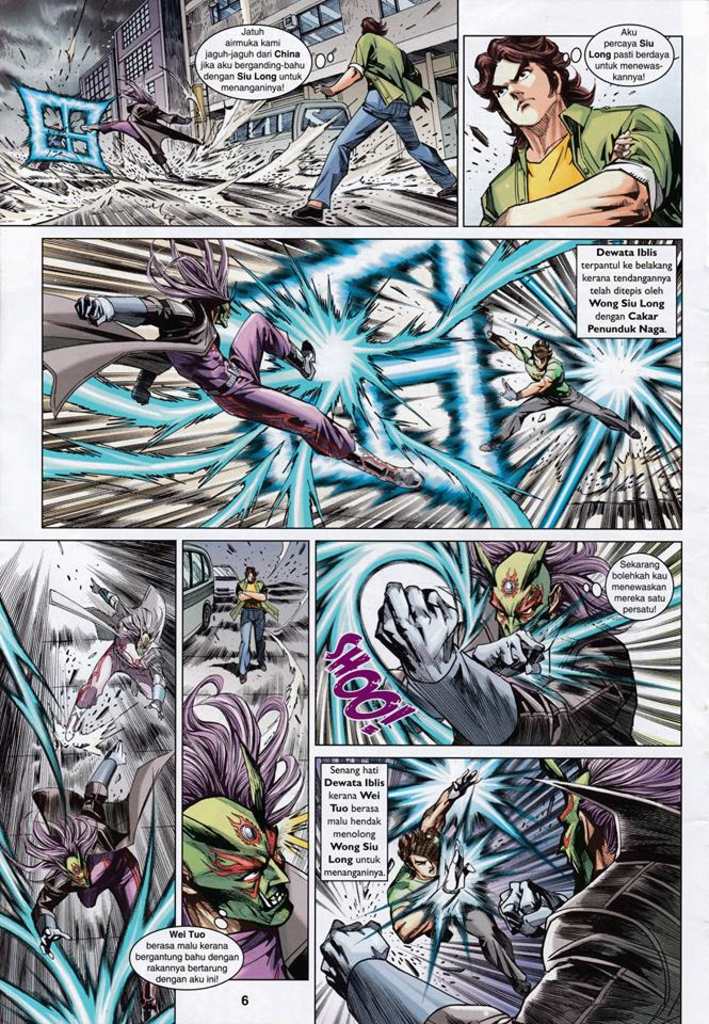 Jatuh
airmuka kami
jaguh-jaguh dari China
jika aku berganding-bahu
dengan Siu Long untuk
menanganinya!
Aku
percaya Siu
Long pasti berdaya
untuk menewas-
kannya!
Dewata Iblis
terpantul ke belakang
kerana tendangannya
telah ditepis oleh
Wong Siu Long
dengan Cakar
Penunduk Naga.
Wei Tuo
berasa malu kerana
bergantung bahu dengan
rakannya bertarung
dengan aku ini!
Sekarang
bolehkah kau
menewaskan
mereka satu
persatu!
SHOO!
Senang hati
Dewata Iblis
kerana Wei
Tuo berasa
malu hendak
menolong
Wong Siu
Long untuk
menanganinya.
6